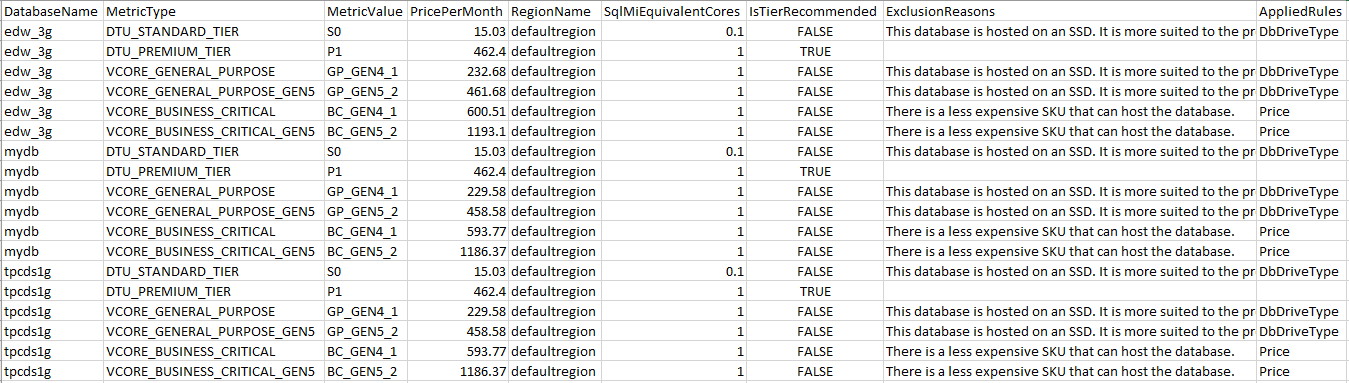 DatabaseName MetricType MetricValue PricePerMonth RegionName SqlMiEquivalentCores IsTierRecommended ExclusionReasons AppliedRules
edw_3g DTU_STANDARD_TIER S0 15.03 defaultregion 0.1 FALSE This database is hosted on an SSD. It is more suited to the pr DbDriveType
edw_3g DTU_PREMIUM_TIER P1 462.4 defaultregion 1 TRUE
edw_3g VCORE_GENERAL_PURPOSE GP_GEN4_1 232.68 defaultregion 1 FALSE This database is hosted on an SSD. It is more suited to the pr DbDriveType
edw_3g VCORE_GENERAL_PURPOSE_GEN5 GP_GEN5_2 461.68 defaultregion 1 FALSE This database is hosted on an SSD. It is more suited to the pr DbDriveType
edw_3g VCORE_BUSINESS_CRITICAL BC_GEN4_1 600.51 defaultregion 1 FALSE There is a less expensive SKU that can host the database. Price
edw_3g VCORE_BUSINESS_CRITICAL_GEN5 BC_GEN5_2 1193.1 defaultregion 1 FALSE There is a less expensive SKU that can host the database. Price
mydb DTU_STANDARD_TIER S0 15.03 defaultregion 0.1 FALSE This database is hosted on an SSD. It is more suited to the pr DbDriveType
mydb DTU_PREMIUM_TIER P1 462.4 defaultregion 1 TRUE
mydb VCORE_GENERAL_PURPOSE GP_GEN4_1 229.58 defaultregion 1 FALSE This database is hosted on an SSD. It is more suited to the pr DbDriveType
mydb VCORE_GENERAL_PURPOSE_GEN5 GP_GEN5_2 458.58 defaultregion 1 FALSE This database is hosted on an SSD. It is more suited to the pr DbDriveType
mydb VCORE_BUSINESS_CRITICAL BC_GEN4_1 593.77 defaultregion 1 FALSE There is a less expensive SKU that can host the database. Price
mydb VCORE_BUSINESS_CRITICAL_GEN5 BC_GEN5_2 1186.37 defaultregion 1 FALSE There is a less expensive SKU that can host the database. Price
tpcds1g DTU_STANDARD_TIER S0 15.03 defaultregion 0.1 FALSE This database is hosted on an SSD. It is more suited to the pr DbDriveType
tpcds1g DTU_PREMIUM_TIER P1 462.4 defaultregion 1 TRUE
tpcds1g VCORE_GENERAL_PURPOSE GP_GEN4_1 229.58 defaultregion 1 FALSE This database is hosted on an SSD. It is more suited to the pr DbDriveType
tpcds1g VCORE_GENERAL_PURPOSE_GEN5 GP_GEN5_2 458.58 defaultregion 1 FALSE This database is hosted on an SSD. It is more suited to the pr DbDriveType
tpcds1g VCORE_BUSINESS_CRITICAL BC_GEN4_1 593.77 defaultregion 1 FALSE There is a less expensive SKU that can host the database. Price
tpcds1g VCORE_BUSINESS_CRITICAL_GEN5 BC_GEN5_2 1186.37 defaultregion 1 FALSE There is a less expensive SKU that can host the database. Price